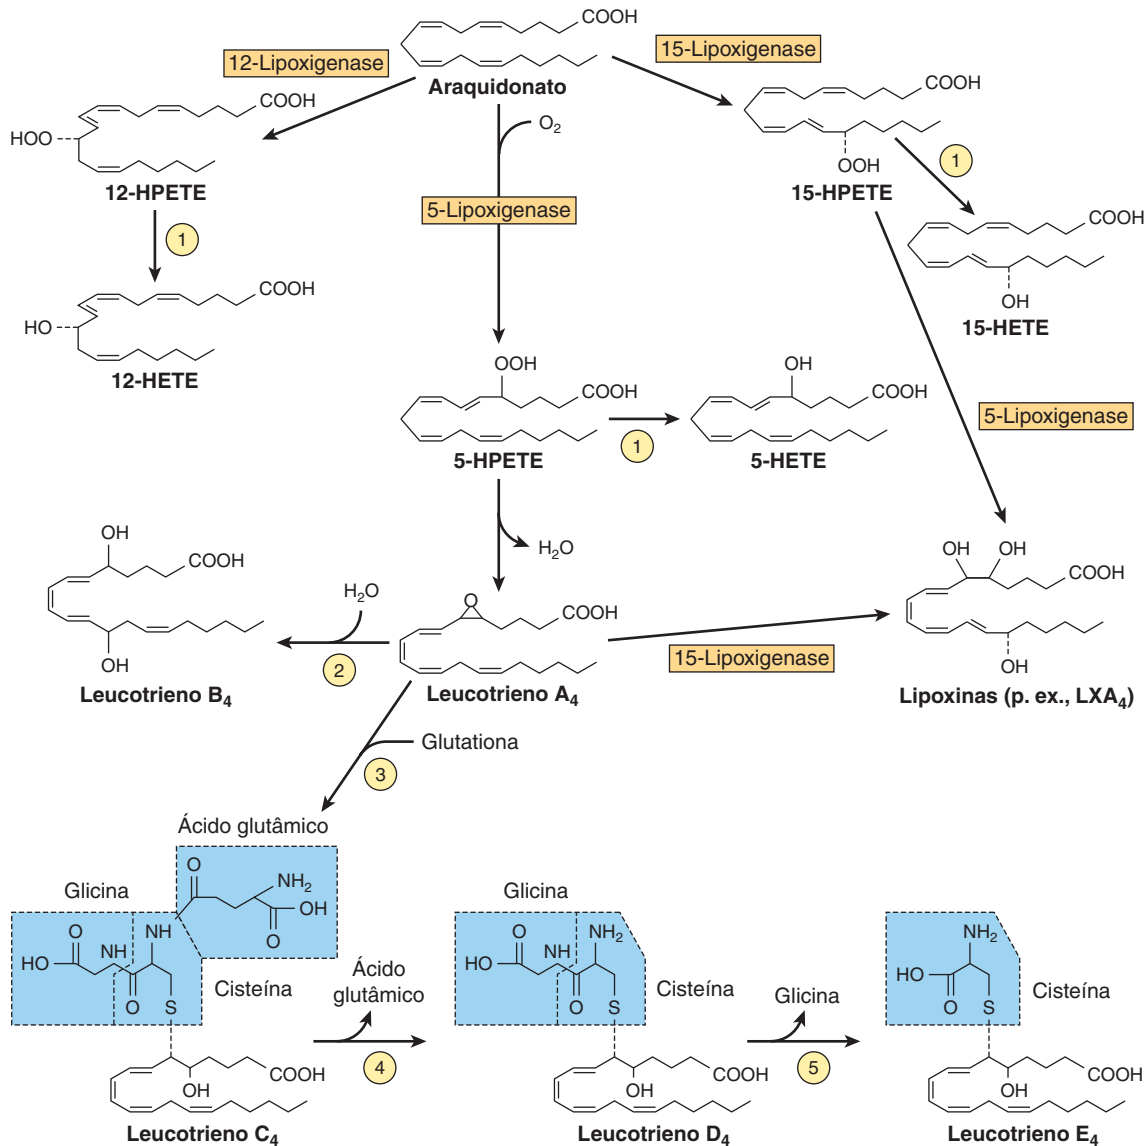 COOH
12-Lipoxigenase
15-Lipoxigenase
Araquidonato
COOH
COOH
HOO
O2
12-HPETE
OOH
15-HPETE
1
1
5-Lipoxigenase
COOH
COOH
HO
OH
15-HETE
12-HETE
OOH
OH
COOH
COOH
5-Lipoxigenase
1
5-HPETE
5-HETE
OH
COOH
H2O
OH
OH
COOH
H2O
O
COOH
OH
2
15-Lipoxigenase
OH
Leucotrieno B4
Leucotrieno A4
Lipoxinas (p. ex., LXA4)
Glutationa
3
Ácido glutâmico
O
NH2
Glicina
OH
O
Glicina
O
NH
NH
HO
O
S
Cisteína
Ácido
glutâmico
4
OH
COOH
Leucotrieno C4
O
NH
NH2
HO
O
S
Cisteína
Glicina
5
OH
COOH
Leucotrieno D4
NH2
HO
O
S
Cisteína
OH
COOH
Leucotrieno E4